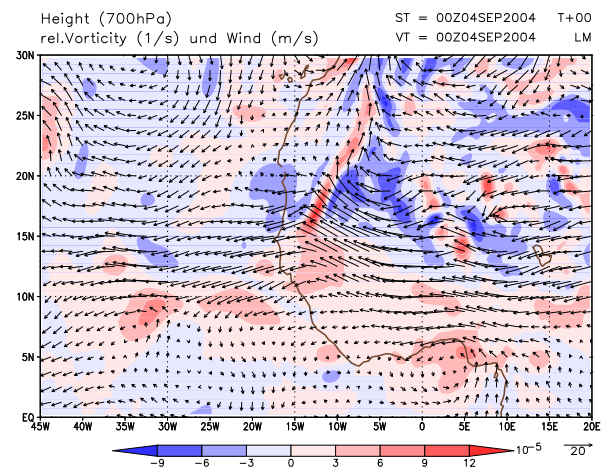 Height (700hPa)
ST = 00Z04SEP2004 T+00
rel.Vorticity (1/s) und Wind (m/s)
VT = 00Z04SEP2004 LM
30N
25N
20N
15N
10N
5N
EQ
45W 40W 35W 30W 25W 20W 15W 10W 5W 0 5E 10E 15E 20E
-9 -6 -3 0 3 6 9 12 10^-5
20